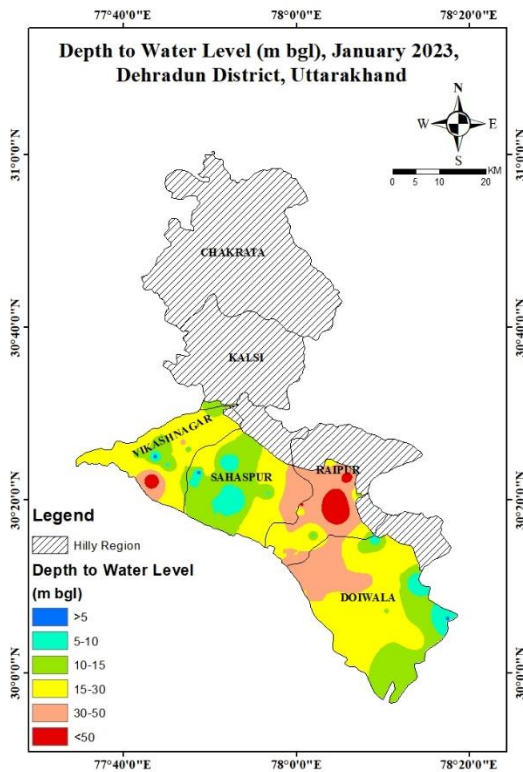 Depth to Water Level (m bgl), January 2023,
Dehradun District, Uttarakhand
77°40'0"E
78°0'0"E
78°20'0"E
N
W E
S
KM
0 5 10 20
31°0'0"N
31°0'0"N
CHAKRATA
30°40'0"N
30°40'0"N
KALSI
VIKASHNAGAR
SAHASPUR
RAIPUR
30°20'0"N
30°20'0"N
DOIWALA
30°0'0"N
30°0'0"N
Legend
Hilly Region
Depth to Water Level
(m bgl)
>5
5-10
10-15
15-30
30-50
<50
77°40'0"E
78°0'0"E
78°20'0"E